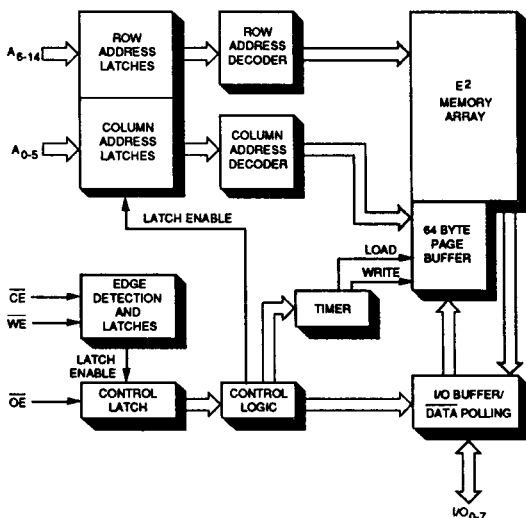 A6-14
ROW
ADDRESS
LATCHES
ROW
ADDRESS
DECODER
E²
MEMORY
ARRAY
A0-5
COLUMN
ADDRESS
LATCHES
COLUMN
ADDRESS
DECODER
LATCH ENABLE
64 BYTE
PAGE
BUFFER
LOAD
WRITE
TIMER
CE
WE
EDGE
DETECTION
AND
LATCHES
LATCH
ENABLE
OE
CONTROL
LATCH
CONTROL
LOGIC
I/O BUFFER/
DATA POLLING
I/O0-7